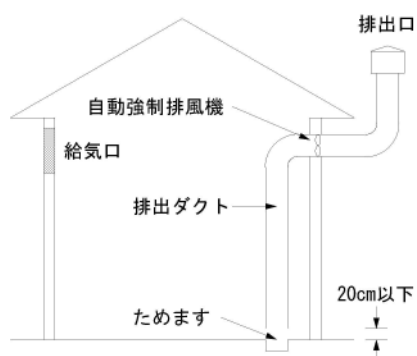 排出口
自動強制排風機
給気口
排出ダクト
20cm以下
ためます